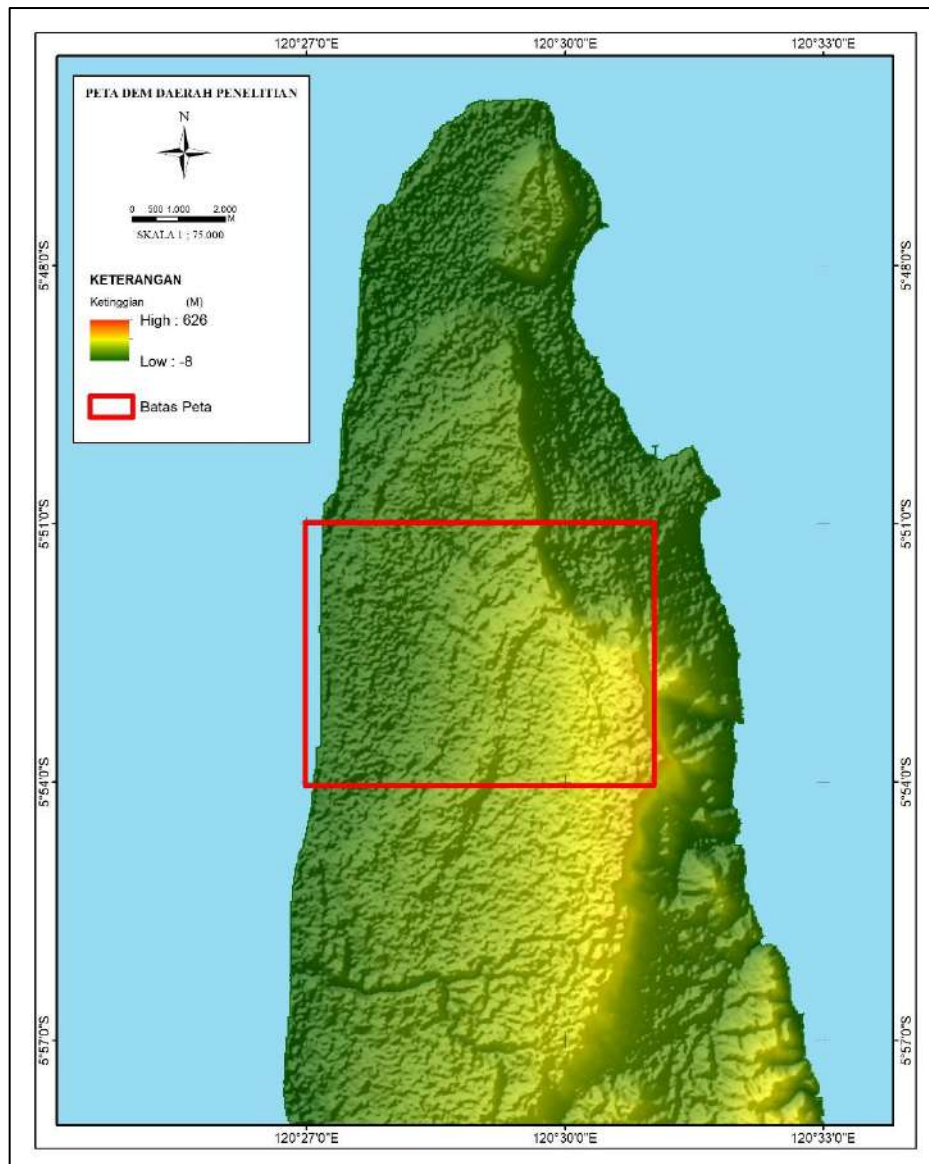 120°27'0"E 120°30'0"E 120°33'0"E
PETA DEM DAERAH PENELITIAN
N
0 500 1.000 2.000
M
SKALA 1 : 75.000
KETERANGAN
Ketinggian (M)
High : 626
Low : -8
Batas Peta
5°48'0"S 5°48'0"S
5°51'0"S 5°51'0"S
5°54'0"S 5°54'0"S
5°57'0"S 5°57'0"S
120°27'0"E 120°30'0"E 120°33'0"E